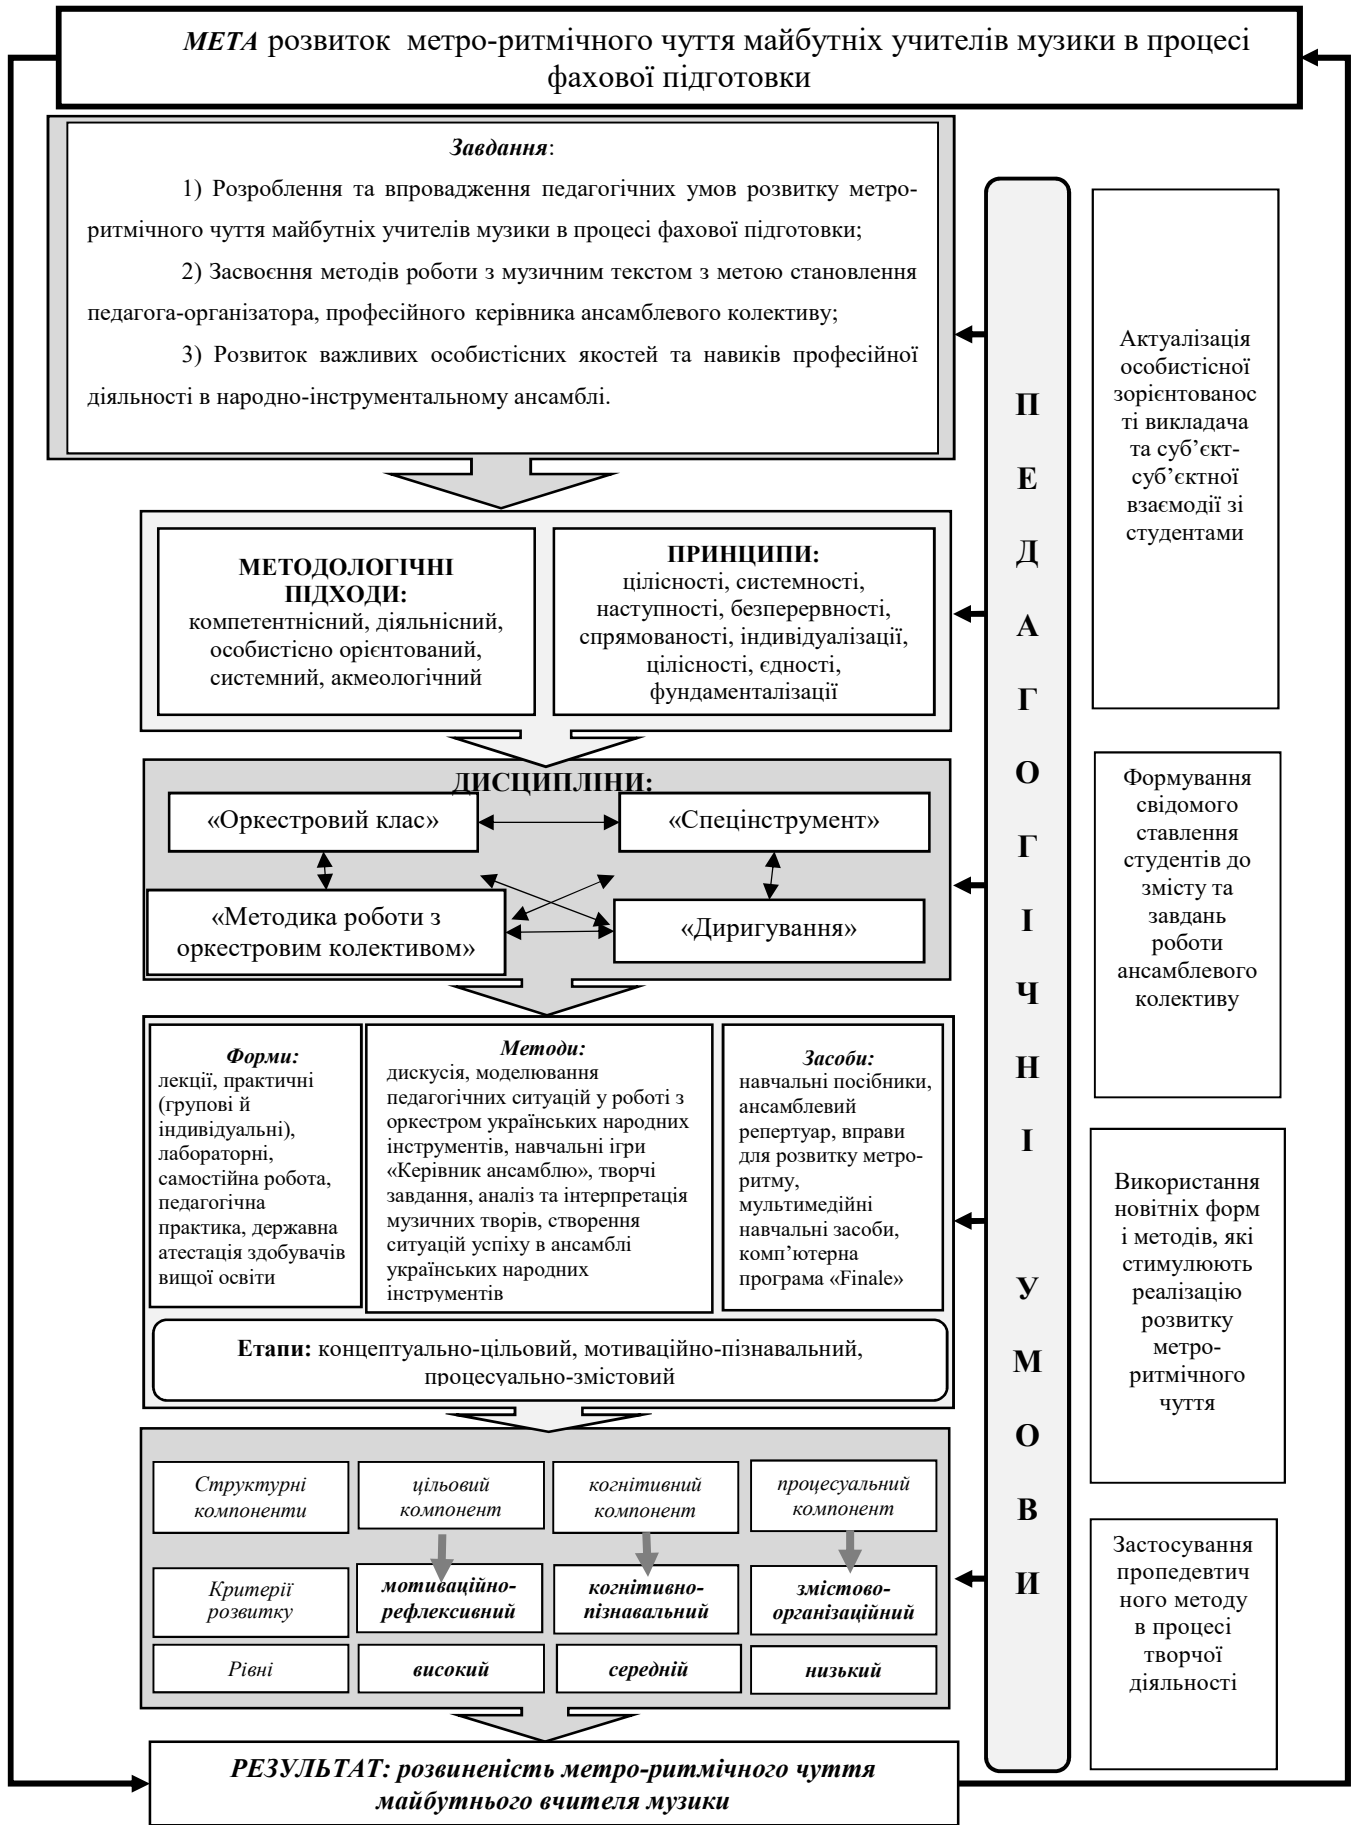 МЕТА розвиток метро-ритмічного чуття майбутніх учителів музики в процесі
фахової підготовки
Завдання:
1) Розроблення та впровадження педагогічних умов розвитку метро-
ритмічного чуття майбутніх учителів музики в процесі фахової підготовки;
2) Засвоєння методів роботи з музичним текстом з метою становлення
педагога-організатора, професійного керівника ансамблевого колективу;
3) Розвиток важливих особистісних якостей та навиків професійної
діяльності в народно-інструментальному ансамблі.
МЕТОДОЛОГІЧНІ
ПІДХОДИ:
компетентнісний, діяльнісний,
особистісно орієнтований,
системний, акмеологічний
ПРИНЦИПИ:
цілісності, системності,
наступності, безперервності,
спрямованості, індивідуалізації,
цілісності, єдності,
фундаменталізації
ДИСЦИПЛІНИ:
«Оркестровий клас»
«Спецінструмент»
«Методика роботи з
оркестровим колективом»
«Диригування»
Форми:
лекції, практичні
(групові й
індивідуальні),
лабораторні,
самостійна робота,
педагогічна
практика, державна
атестація здобувачів
вищої освіти
Методи:
дискусія, моделювання
педагогічних ситуацій у роботі з
оркестром українських народних
інструментів, навчальні ігри
«Керівник ансамблю», творчі
завдання, аналіз та інтерпретація
музичних творів, створення
ситуацій успіху в ансамблі
українських народних
інструментів
Засоби:
навчальні посібники,
ансамблевий
репертуар, вправи
для розвитку метро-
ритму,
мультимедійні
навчальні засоби,
комп’ютерна
програма «Finale»
Етапи: концептуально-цільовий, мотиваційно-пізнавальний,
процесуально-змістовий
Структурні
компоненти
цільовий
компонент
когнітивний
компонент
процесуальний
компонент
Критерії
розвитку
мотиваційно-
рефлексивний
когнітивно-
пізнавальний
змістово-
організаційний
Рівні
високий
середній
низький
РЕЗУЛЬТАТ: розвиненість метро-ритмічного чуття
майбутнього вчителя музики
П
Е
Д
А
Г
О
Г
І
Ч
Н
І
У
М
О
В
И
Актуалізація
особистісної
зорієнтованос
ті викладача
та суб’єкт-
суб’єктної
взаємодії зі
студентами
Формування
свідомого
ставлення
студентів до
змісту та
завдань
роботи
ансамблевого
колективу
Використання
новітніх форм
і методів, які
стимулюють
реалізацію
розвитку
метро-
ритмічного
чуття
Застосування
пропедевтич
ного методу
в процесі
творчої
діяльності